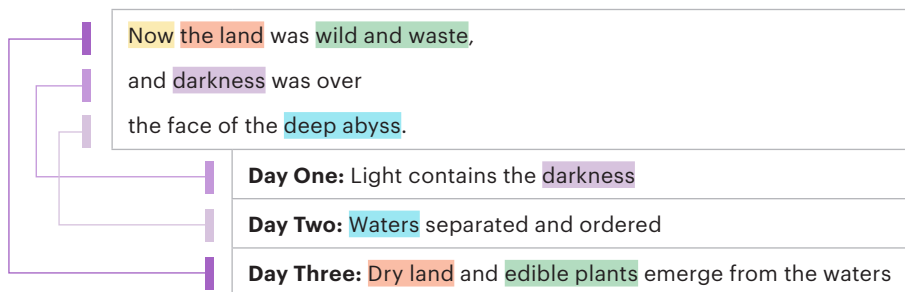 Now the land was wild and waste,
and darkness was over
the face of the deep abyss.
Day One: Light contains the darkness
Day Two: Waters separated and ordered
Day Three: Dry land and edible plants emerge from the waters